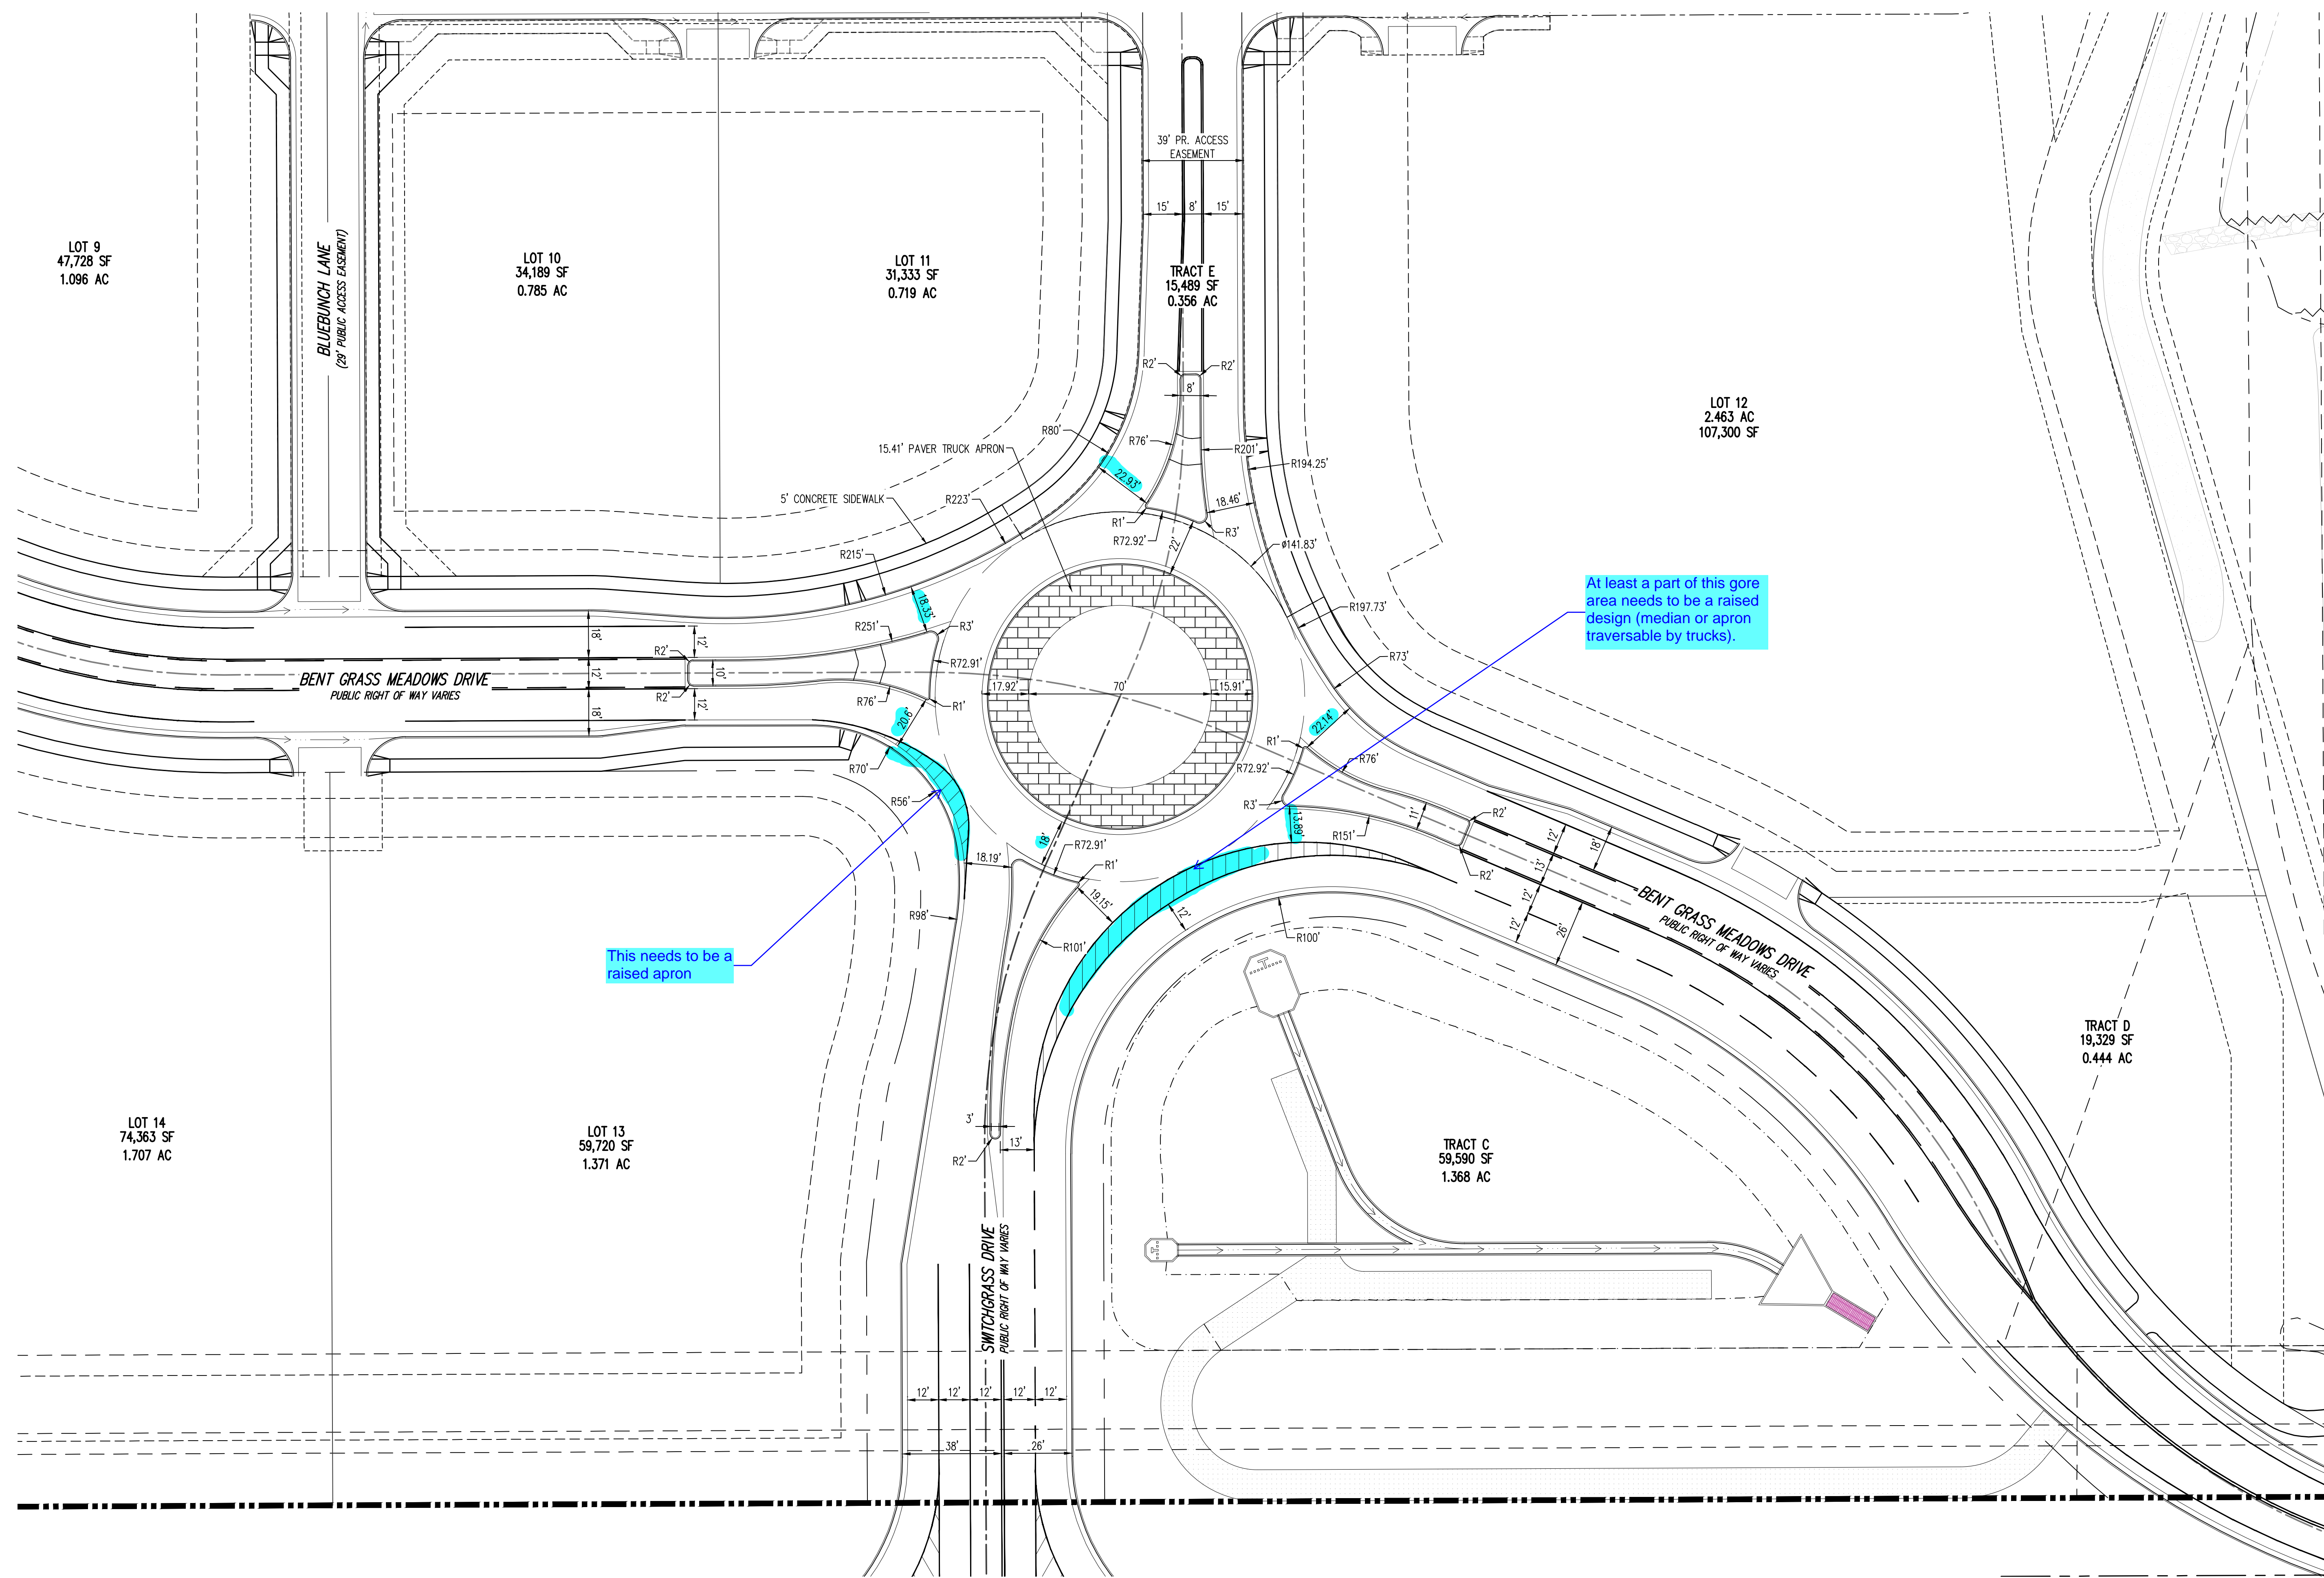 39' PR. ACCESS
EASEMENT
15'
8'
15'
LOT 9
47,728 SF
1.096 AC
BLUEBUNCH LANE
(29' PUBLIC ACCESS EASEMENT)
LOT 10
34,189 SF
0.785 AC
LOT 11
31,333 SF
0.719 AC
TRACT E
15,489 SF
0.356 AC
R2'
R2'
8'
LOT 12
2.463 AC
107,300 SF
R80'
R76'
R201'
15.41' PAVER TRUCK APRON
R194.25'
22.93'
5' CONCRETE SIDEWALK
R223'
18.46'
R1'
R3'
R72.92'
22'
Ø141.83'
R215'
At least a part of this gore
area needs to be a raised
design (median or apron
traversable by trucks).
18.33'
R197.73'
R251'
R3'
18'
12'
R2'
R73'
R72.91'
BENT GRASS MEADOWS DRIVE
PUBLIC RIGHT OF WAY VARIES
12'
10'
17.92'
70'
15.91'
R2'
R76'
R1'
18'
12'
20.6'
22.14'
R1'
R76'
R70'
R72.92'
R56'
R3'
11'
R2'
13.89'
R151'
12'
18'
18'
R72.91'
13'
R2'
18.19'
R1'
12'
19.15'
BENT GRASS MEADOWS DRIVE
PUBLIC RIGHT OF WAY VARIES
12'
R98'
12'
26'
R101'
R100'
This needs to be a
raised apron
TRACT D
19,329 SF
0.444 AC
LOT 14
74,363 SF
1.707 AC
LOT 13
59,720 SF
1.371 AC
3'
13'
R2'
TRACT C
59,590 SF
1.368 AC
SWITCHGRASS DRIVE
PUBLIC RIGHT OF WAY VARIES
12'
12'
12'
12'
12'
38'
26'